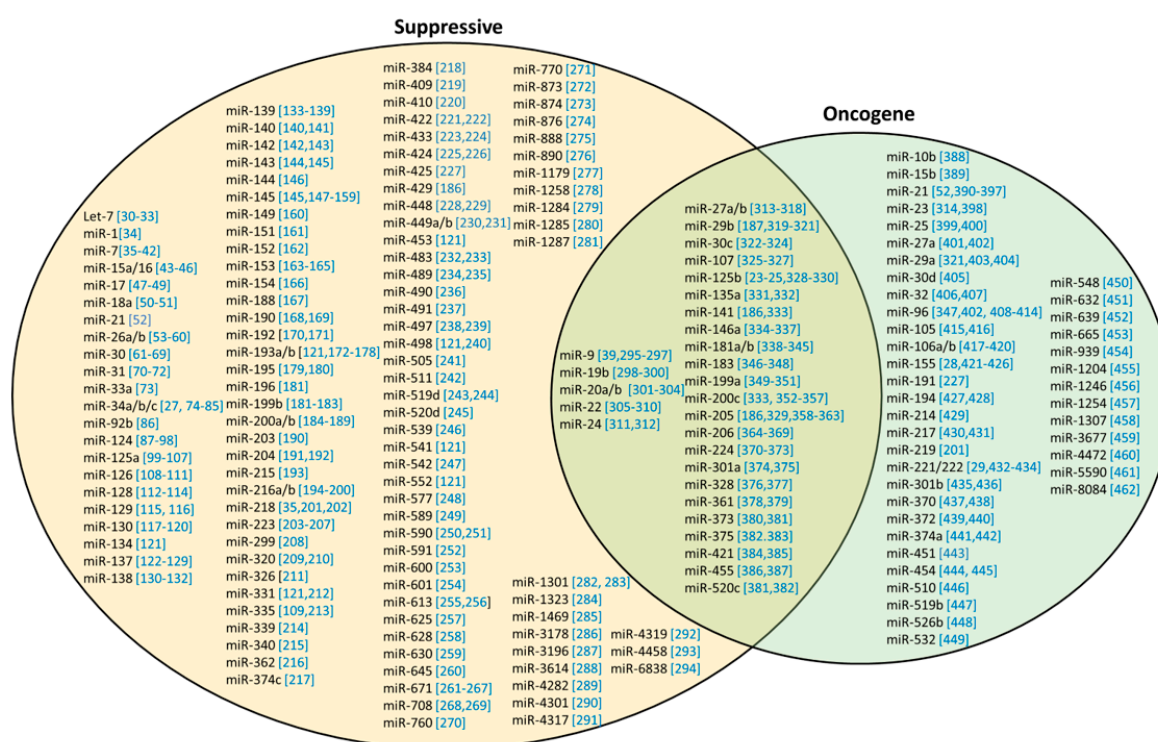 Suppressive
Let-7 [30-33]
miR-1[34]
miR-7[35-42]
miR-15a/16 [43-46]
miR-17 [47-49]
miR-18a [50-51]
miR-21 [52]
miR-26a/b [53-60]
miR-30 [61-69]
miR-31 [70-72]
miR-33a [73]
miR-34a/b/c [27, 74-85]
miR-92b [86]
miR-124 [87-98]
miR-125a [99-107]
miR-126 [108-111]
miR-128 [112-114]
miR-129 [115, 116]
miR-130 [117-120]
miR-134 [121]
miR-137 [122-129]
miR-138 [130-132]
miR-139 [133-139]
miR-140 [140,141]
miR-142 [142,143]
miR-143 [144,145]
miR-144 [146]
miR-145 [145,147-159]
miR-149 [160]
miR-151 [161]
miR-152 [162]
miR-153 [163-165]
miR-154 [166]
miR-188 [167]
miR-190 [168,169]
miR-192 [170,171]
miR-193a/b [121,172-178]
miR-195 [179,180]
miR-196 [181]
miR-199b [181-183]
miR-200a/b [184-189]
miR-203 [190]
miR-204 [191,192]
miR-215 [193]
miR-216a/b [194-200]
miR-218 [35,201,202]
miR-223 [203-207]
miR-299 [208]
miR-320 [209,210]
miR-326 [211]
miR-331 [121,212]
miR-335 [109,213]
miR-339 [214]
miR-340 [215]
miR-362 [216]
miR-374c [217]
miR-384 [218]
miR-409 [219]
miR-410 [220]
miR-422 [221,222]
miR-433 [223,224]
miR-424 [225,226]
miR-425 [227]
miR-429 [186]
miR-448 [228,229]
miR-449a/b [230,231]
miR-453 [121]
miR-483 [232,233]
miR-489 [234,235]
miR-490 [236]
miR-491 [237]
miR-497 [238,239]
miR-498 [121,240]
miR-505 [241]
miR-511 [242]
miR-519d [243,244]
miR-520d [245]
miR-539 [246]
miR-541 [121]
miR-542 [247]
miR-552 [121]
miR-577 [248]
miR-589 [249]
miR-590 [250,251]
miR-591 [252]
miR-600 [253]
miR-601 [254]
miR-613 [255,256]
miR-625 [257]
miR-628 [258]
miR-630 [259]
miR-645 [260]
miR-671 [261-267]
miR-708 [268,269]
miR-760 [270]
miR-770 [271]
miR-873 [272]
miR-874 [273]
miR-876 [274]
miR-888 [275]
miR-890 [276]
miR-1179 [277]
miR-1258 [278]
miR-1284 [279]
miR-1285 [280]
miR-1287 [281]
miR-1301 [282, 283]
miR-1323 [284]
miR-1469 [285]
miR-3178 [286]
miR-3196 [287]
miR-3614 [288]
miR-4282 [289]
miR-4301 [290]
miR-4317 [291]
miR-4319 [292]
miR-4458 [293]
miR-6838 [294]
miR-9 [39,295-297]
miR-19b [298-300]
miR-20a/b [301-304]
miR-22 [305-310]
miR-24 [311,312]
miR-27a/b [313-318]
miR-29b [187,319-321]
miR-30c [322-324]
miR-107 [325-327]
miR-125b [23-25,328-330]
miR-135a [331,332]
miR-141 [186,333]
miR-146a [334-337]
miR-181a/b [338-345]
miR-183 [346-348]
miR-199a [349-351]
miR-200c [333, 352-357]
miR-205 [186,329,358-363]
miR-206 [364-369]
miR-224 [370-373]
miR-301a [374,375]
miR-328 [376,377]
miR-361 [378,379]
miR-373 [380,381]
miR-375 [382.383]
miR-421 [384,385]
miR-455 [386,387]
miR-520c [381,382]
Oncogene
miR-10b [388]
miR-15b [389]
miR-21 [52,390-397]
miR-23 [314,398]
miR-25 [399,400]
miR-27a [401,402]
miR-29a [321,403,404]
miR-30d [405]
miR-32 [406,407]
miR-96 [347,402, 408-414]
miR-105 [415,416]
miR-106a/b [417-420]
miR-155 [28,421-426]
miR-191 [227]
miR-194 [427,428]
miR-214 [429]
miR-217 [430,431]
miR-219 [201]
miR-221/222 [29,432-434]
miR-301b [435,436]
miR-370 [437,438]
miR-372 [439,440]
miR-374a [441,442]
miR-451 [443]
miR-454 [444, 445]
miR-510 [446]
miR-519b [447]
miR-526b [448]
miR-532 [449]
miR-548 [450]
miR-632 [451]
miR-639 [452]
miR-665 [453]
miR-939 [454]
miR-1204 [455]
miR-1246 [456]
miR-1254 [457]
miR-1307 [458]
miR-3677 [459]
miR-4472 [460]
miR-5590 [461]
miR-8084 [462]